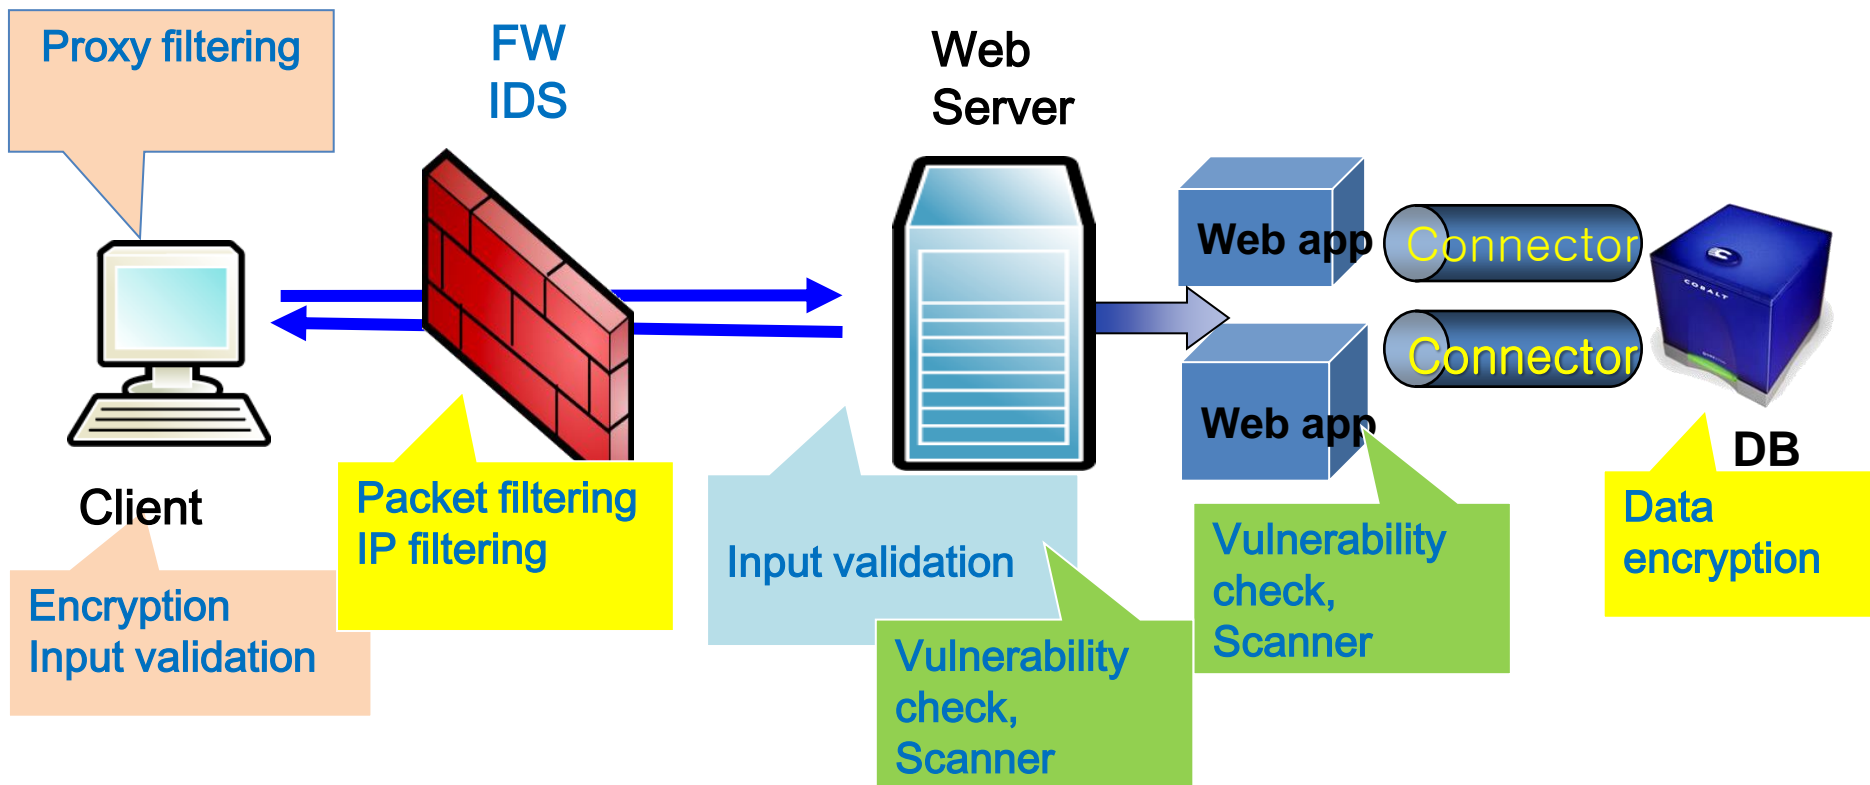 Proxy filtering
FW
IDS
Web
Server
Web app
Connector
COBALT
Web app
Connector
DB
Client
Packet filtering
IP filtering
Input validation
Vulnerability
check,
Scanner
Data
encryption
Encryption
Input validation
Vulnerability
check,
Scanner